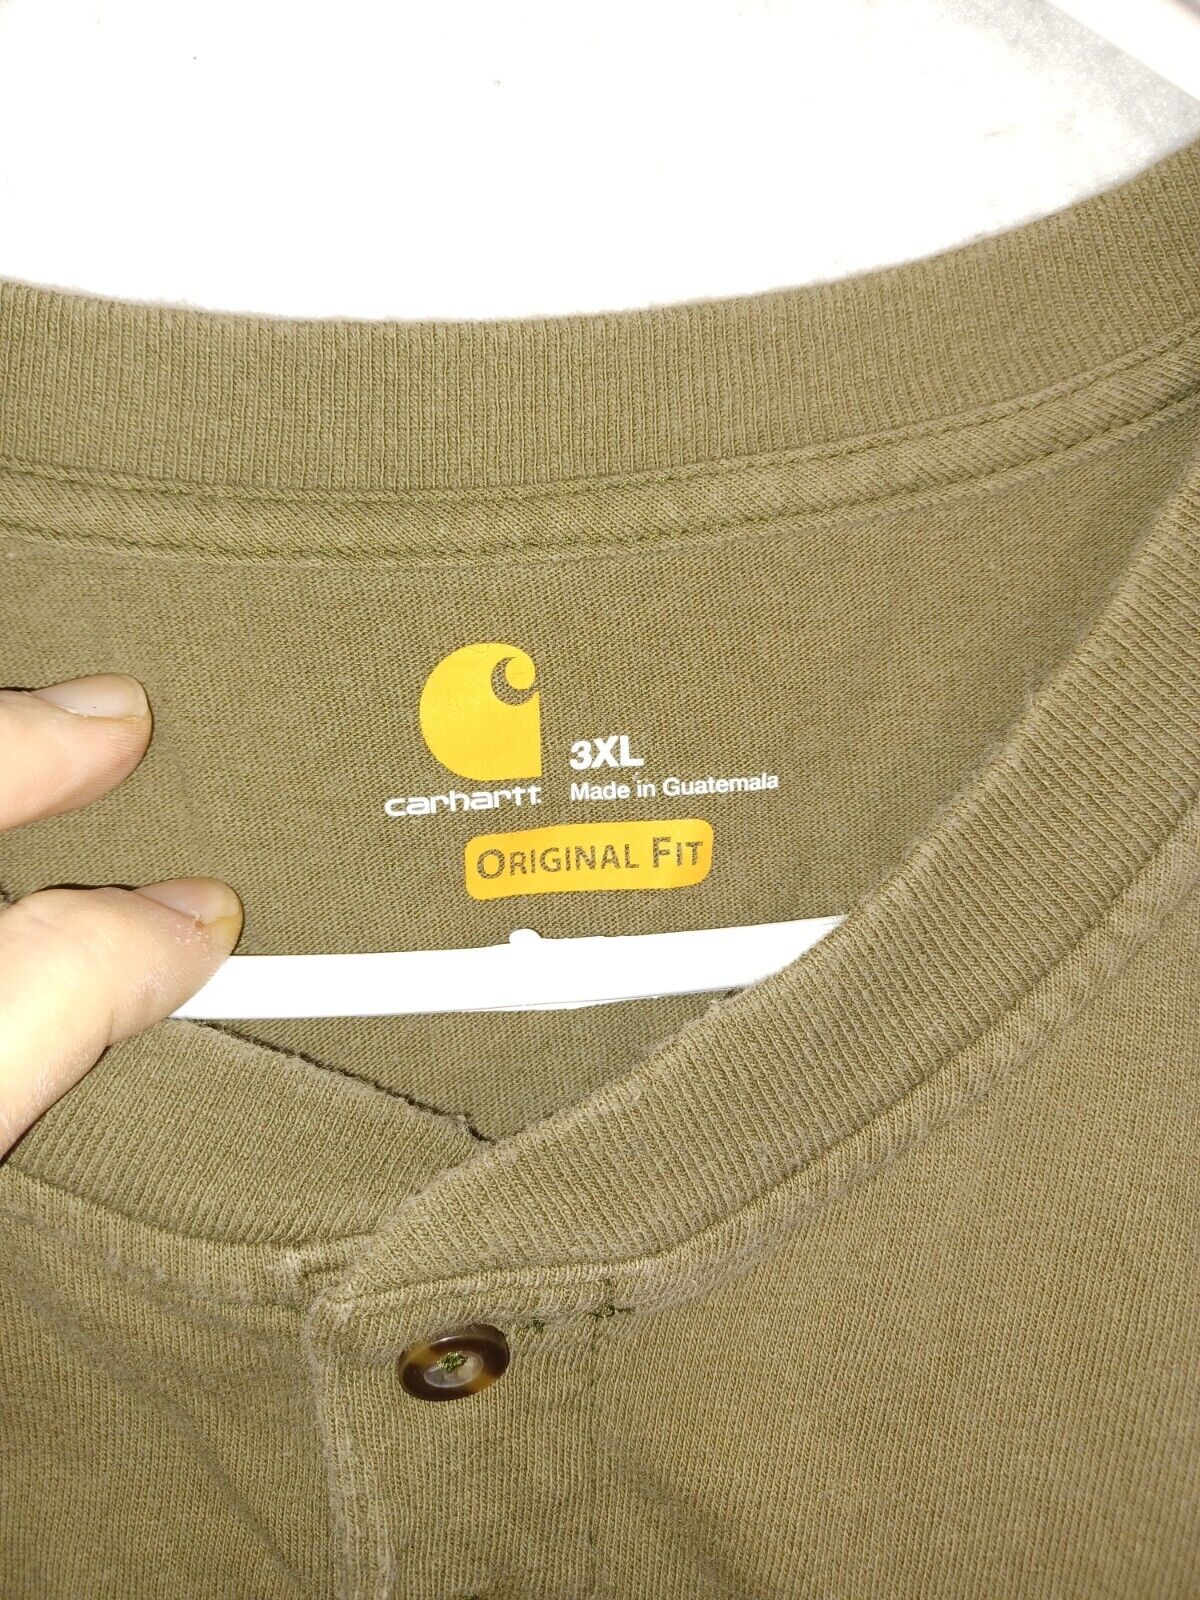 3XL
carhartt. Made in Guatemala
ORIGINAL FIT